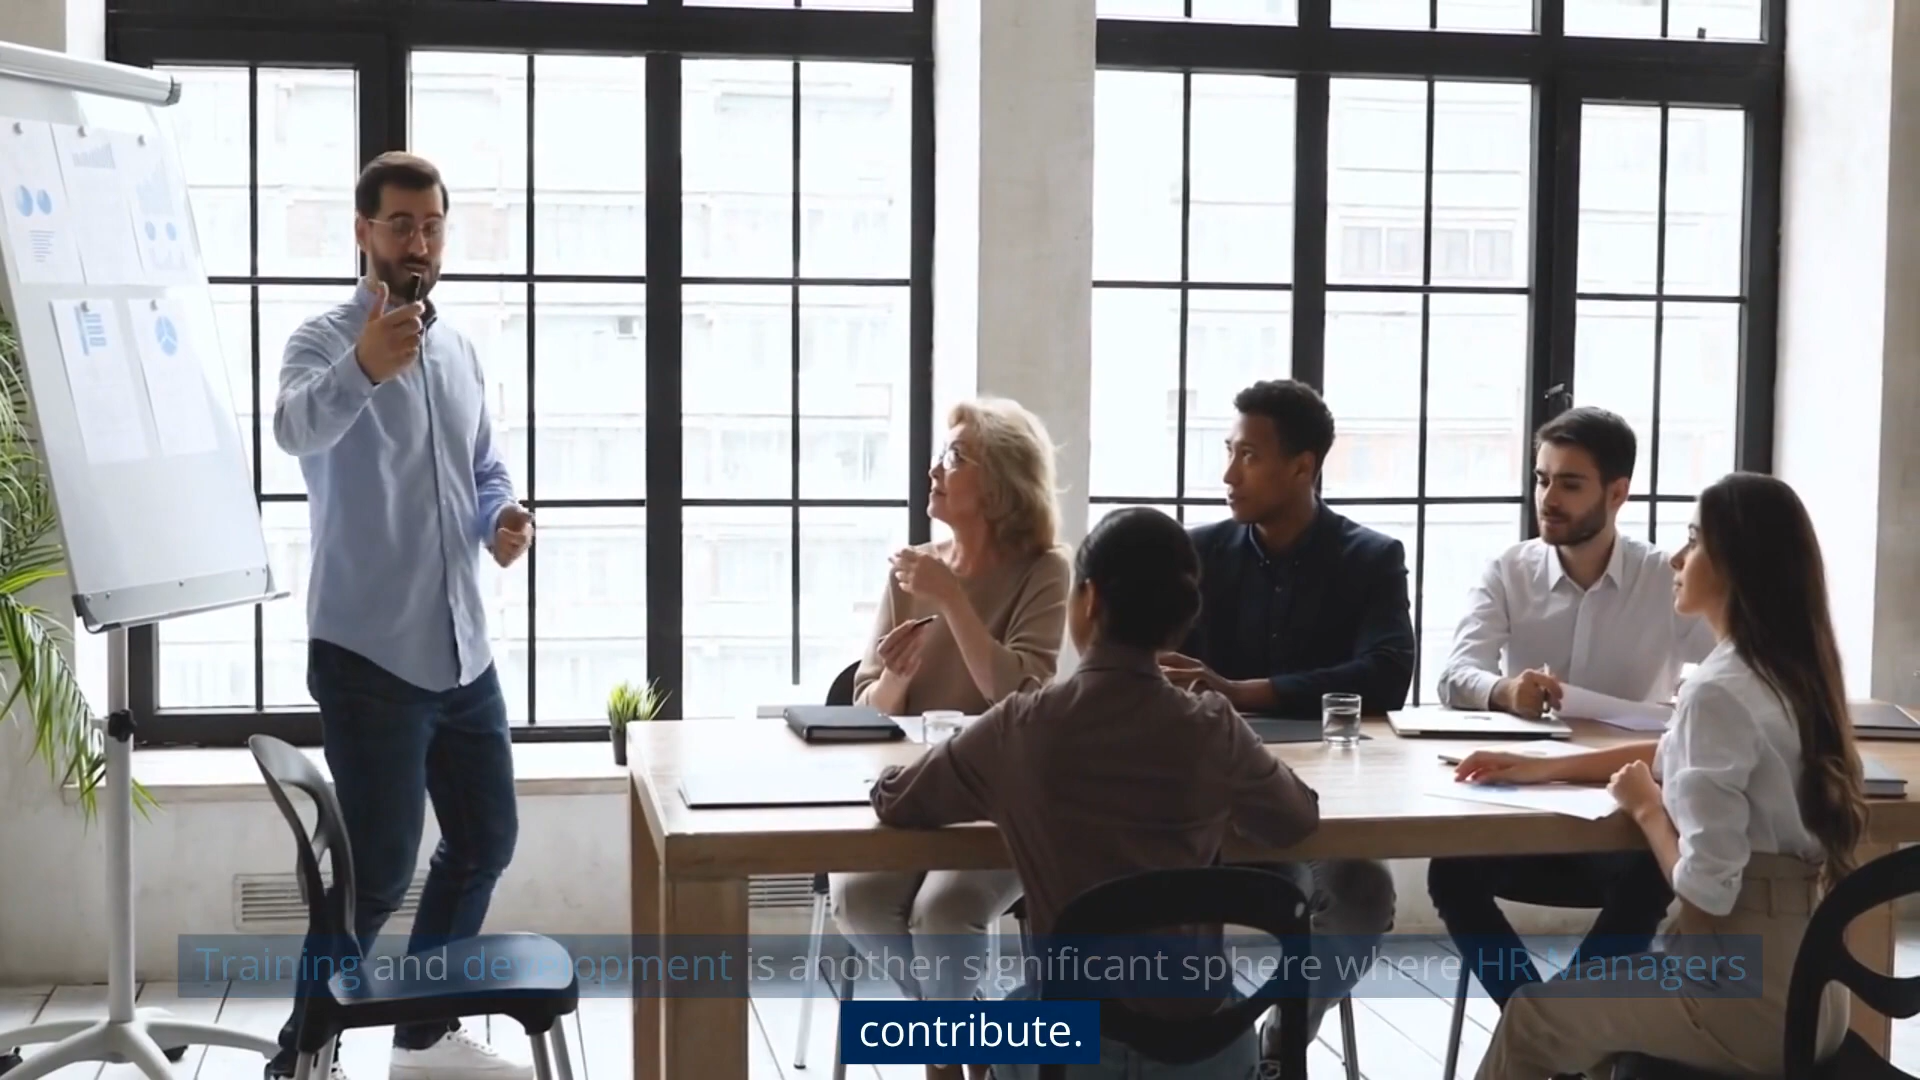 Training and development is another significant sphere where HR Managers
contribute.